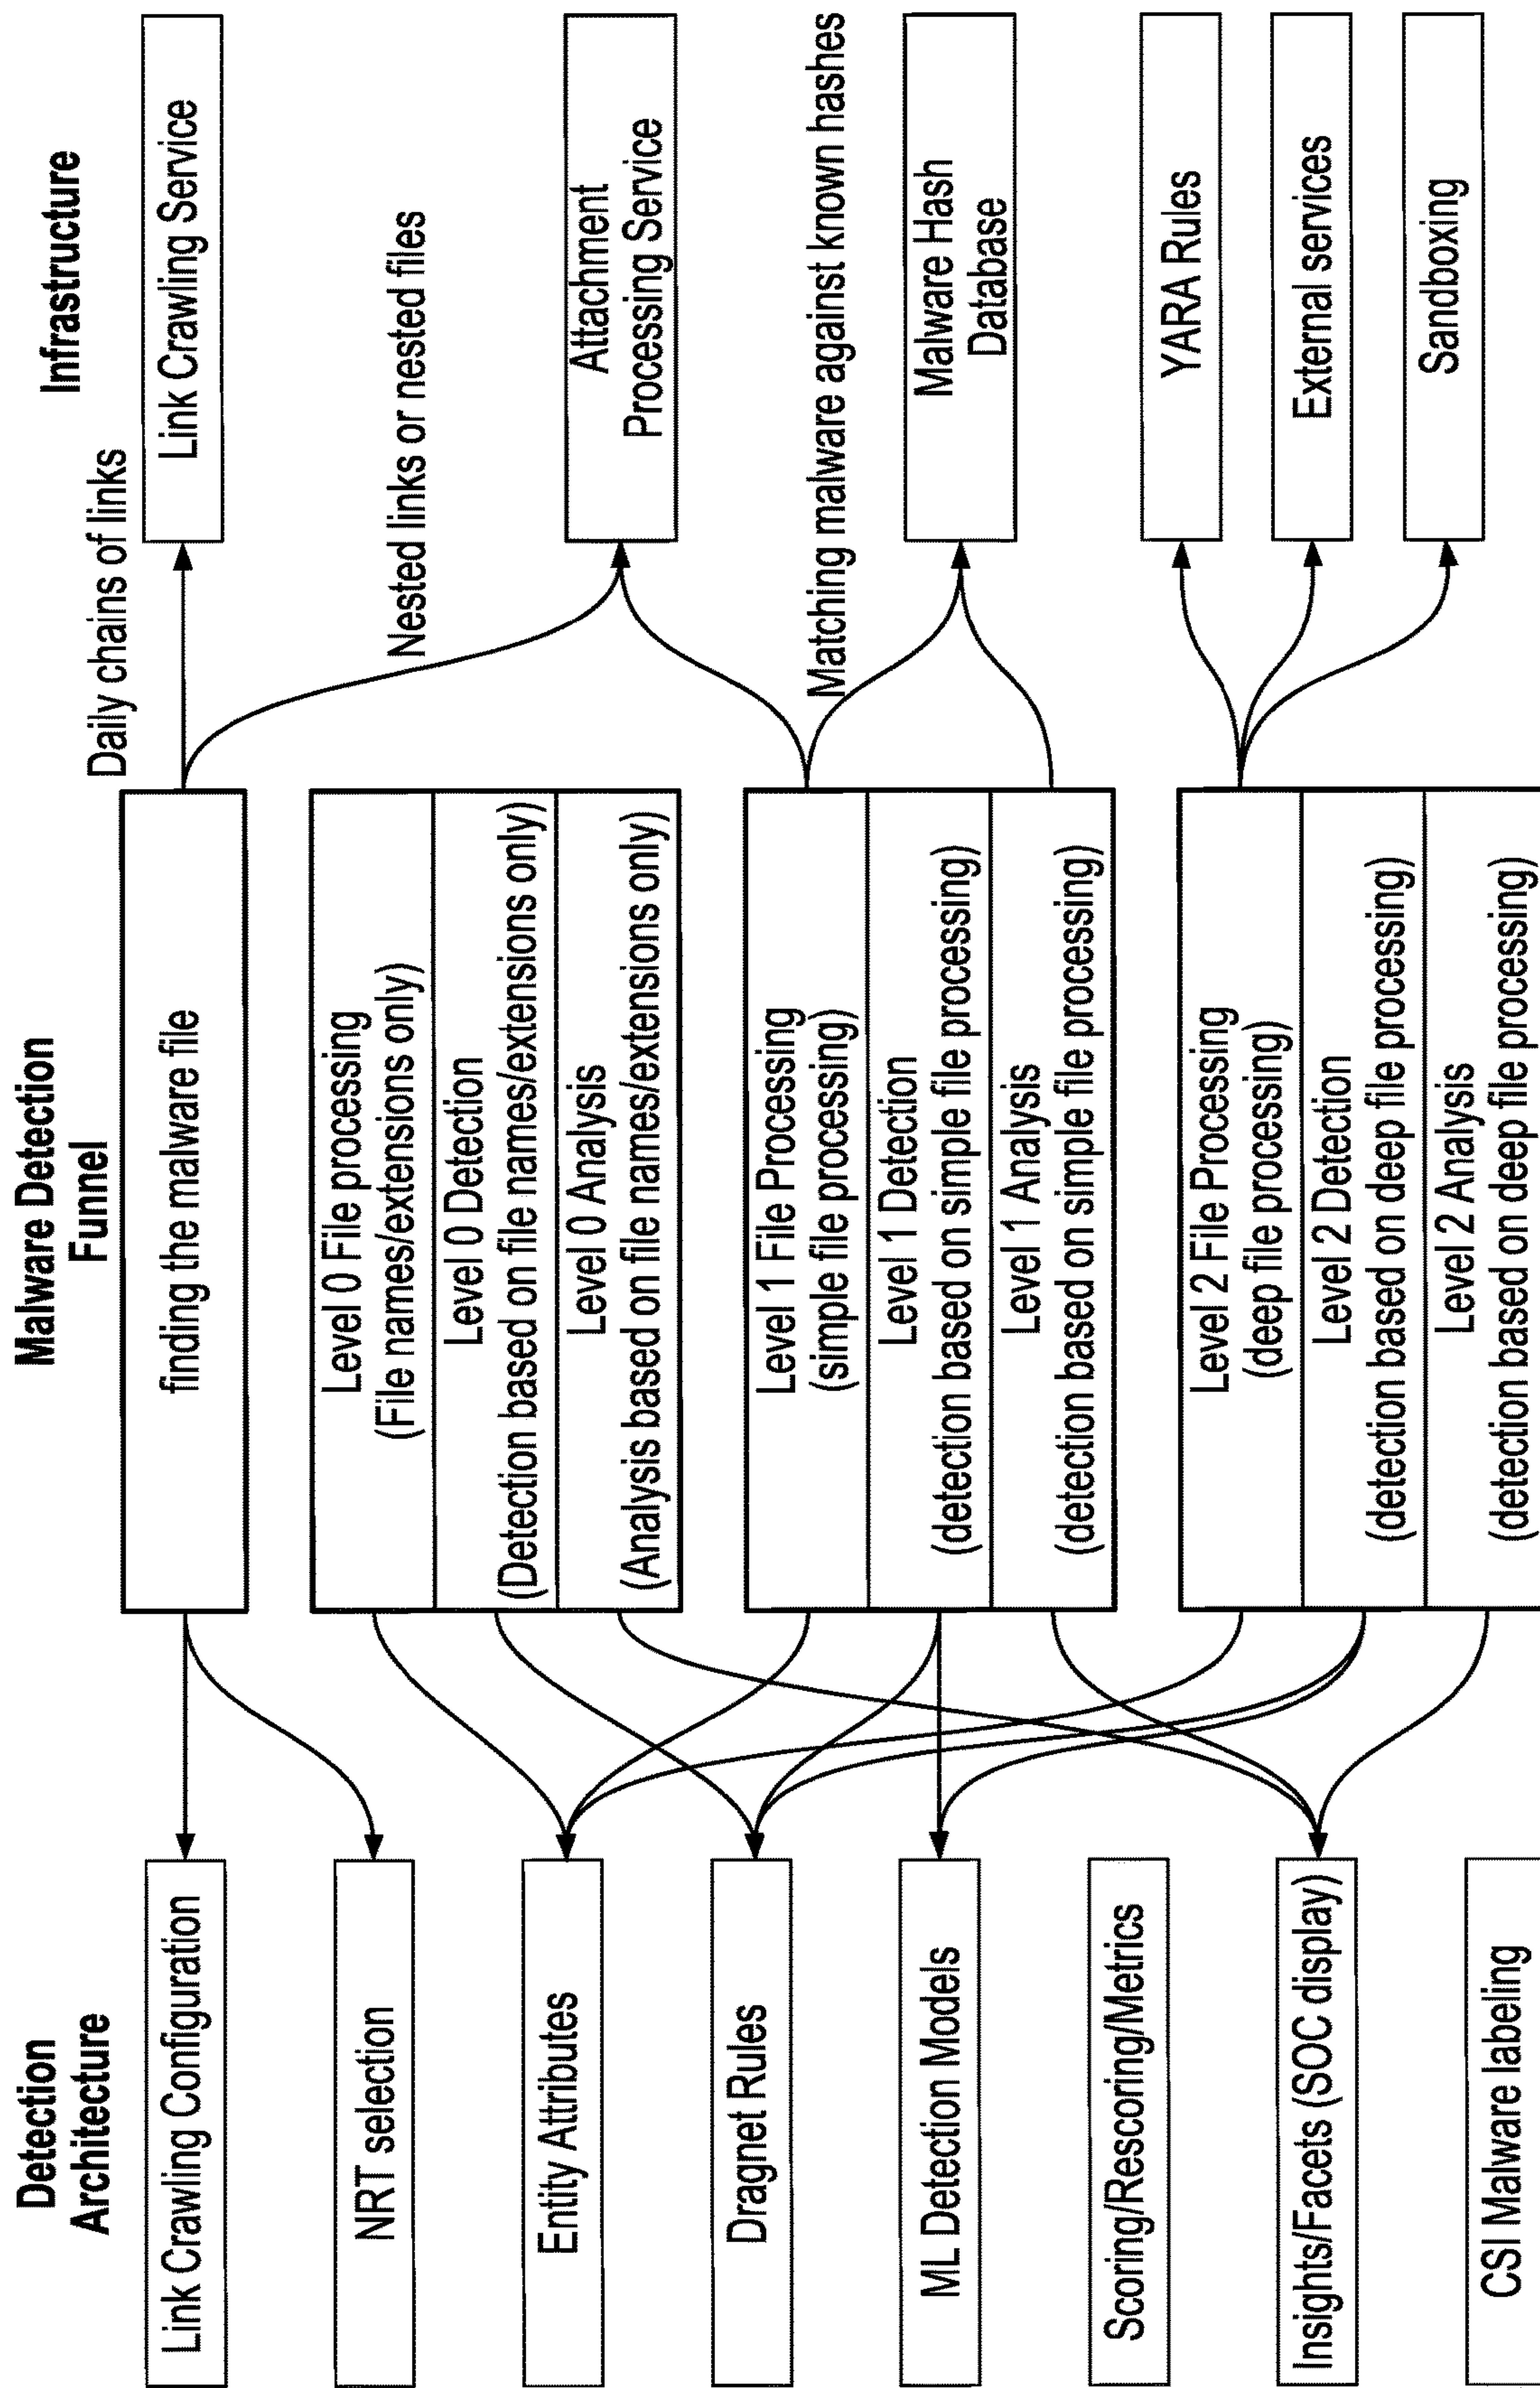 Detection
Architecture
Link Crawling Configuration
NRT selection
Entity Attributes
Dragnet Rules
ML Detection Models
Scoring/Rescoring/Metrics
Insights/Facets (SOC display)
CSI Malware labeling
Malware Detection
Funnel
finding the malware file
Level 0 File processing
(File names/extensions only)
Level 0 Detection
(Detection based on file names/extensions only)
Level 0 Analysis
(Analysis based on file names/extensions only)
Level 1 File Processing
(simple file processing)
Level 1 Detection
(detection based on simple file processing)
Level 1 Analysis
(detection based on simple file processing)
Level 2 File Processing
(deep file processing)
Level 2 Detection
(detection based on deep file processing)
Level 2 Analysis
(detection based on deep file processing)
Infrastructure
Daily chains of links
Link Crawling Service
Nested links or nested files
Attachment
Processing Service
Matching malware against known hashes
Malware Hash
Database
YARA Rules
External services
Sandboxing